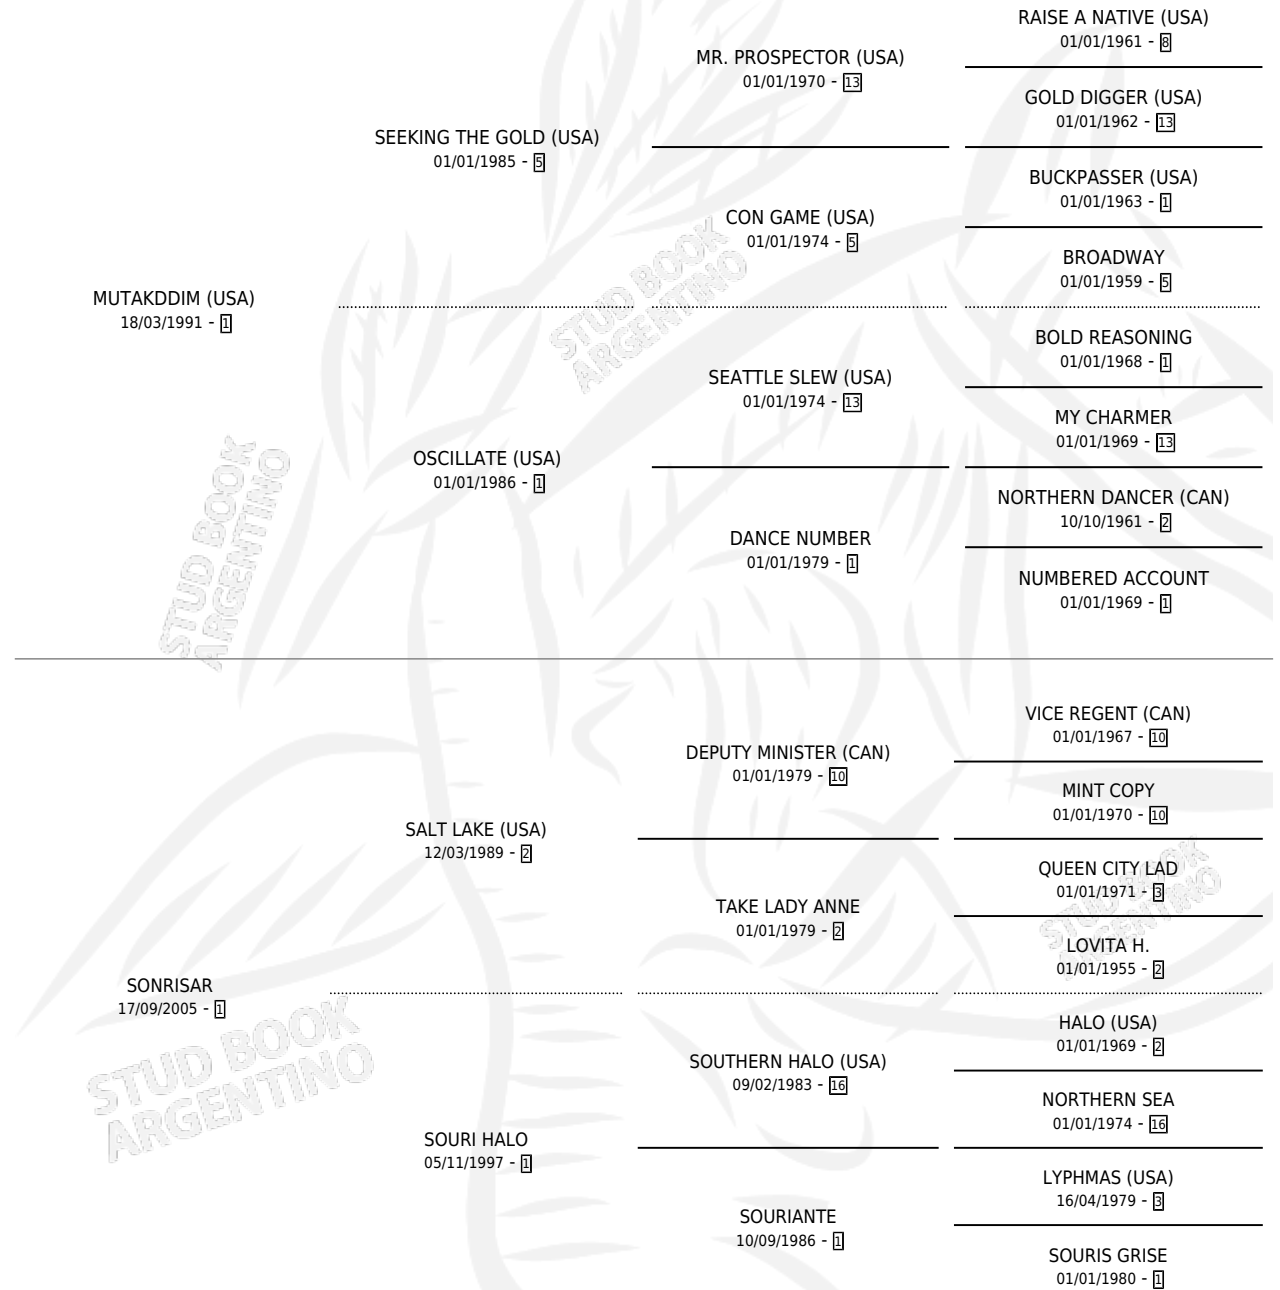 RAISE A NATIVE (USA)
01/01/1961 - 8
MR. PROSPECTOR (USA)
01/01/1970 - 13
GOLD DIGGER (USA)
01/01/1962 - 13
SEEKING THE GOLD (USA)
01/01/1985 - 5
BUCKPASSER (USA)
01/01/1963 - 1
CON GAME (USA)
01/01/1974 - 5
BROADWAY
01/01/1959 - 5
MUTAKDDIM (USA)
18/03/1991 - 1
STUD BOOK
ARGENTINO
BOLD REASONING
01/01/1968 - 1
SEATTLE SLEW (USA)
01/01/1974 - 13
MY CHARMER
01/01/1969 - 13
OSCILLATE (USA)
01/01/1986 - 1
NORTHERN DANCER (CAN)
10/10/1961 - 2
DANCE NUMBER
01/01/1979 - 1
NUMBERED ACCOUNT
01/01/1969 - 1
STUD BOOK
ARGENTINO
VICE REGENT (CAN)
01/01/1967 - 10
DEPUTY MINISTER (CAN)
01/01/1979 - 10
MINT COPY
01/01/1970 - 10
SALT LAKE (USA)
12/03/1989 - 2
QUEEN CITY LAD
01/01/1971 - 3
TAKE LADY ANNE
01/01/1979 - 2
LOVITA H.
01/01/1955 - 2
STUD BOOK
ARGENTINO
SONRISAR
17/09/2005 - 1
HALO (USA)
01/01/1969 - 2
SOUTHERN HALO (USA)
09/02/1983 - 16
NORTHERN SEA
01/01/1974 - 16
STUD BOOK
ARGENTINO
SOURI HALO
05/11/1997 - 1
LYPHMAS (USA)
16/04/1979 - 3
SOURIANTE
10/09/1986 - 1
SOURIS GRISE
01/01/1980 - 1